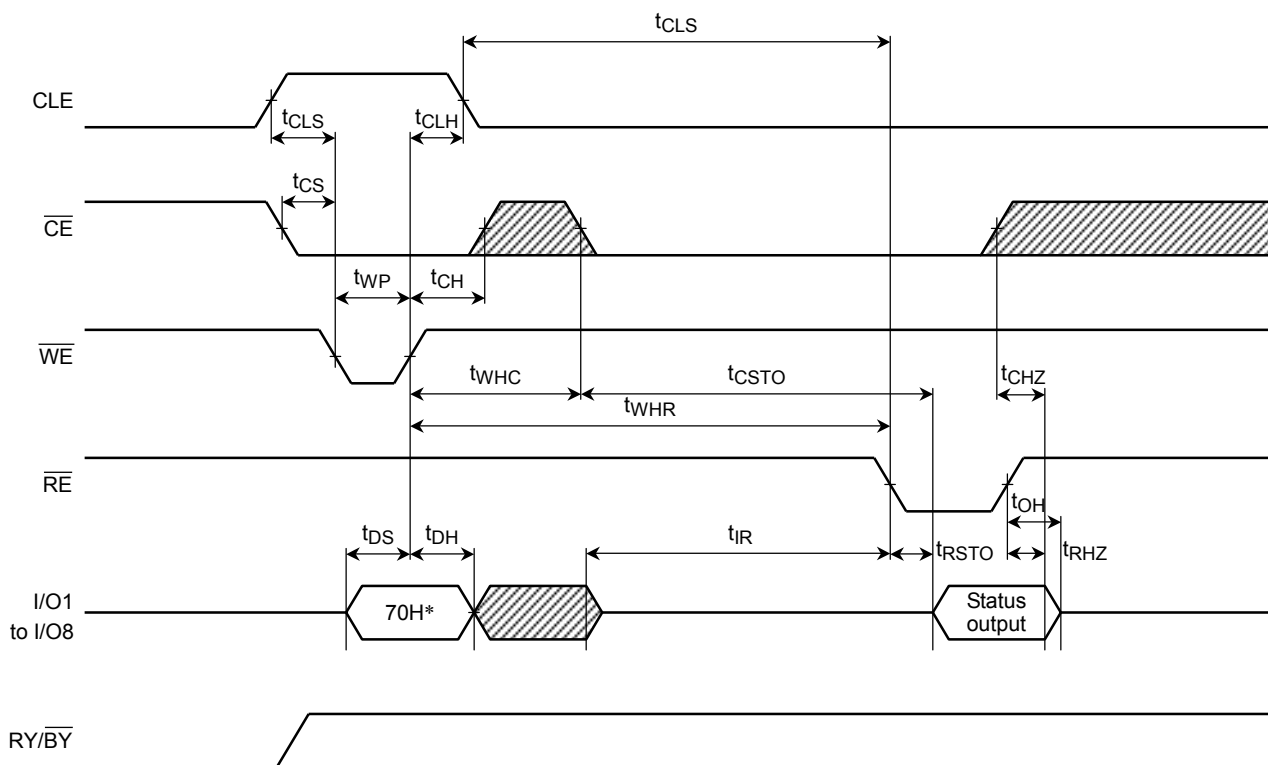 tCLS
CLE
tCLS
tCLH
tCS
CE
tWP
tCH
WE
tWHC
tCSTO
tCHZ
tWHR
RE
tOH
tDS
tDH
tIR
tRSTO
tRHZ
I/O1
to I/O8
70H*
Status
output
RY/BY